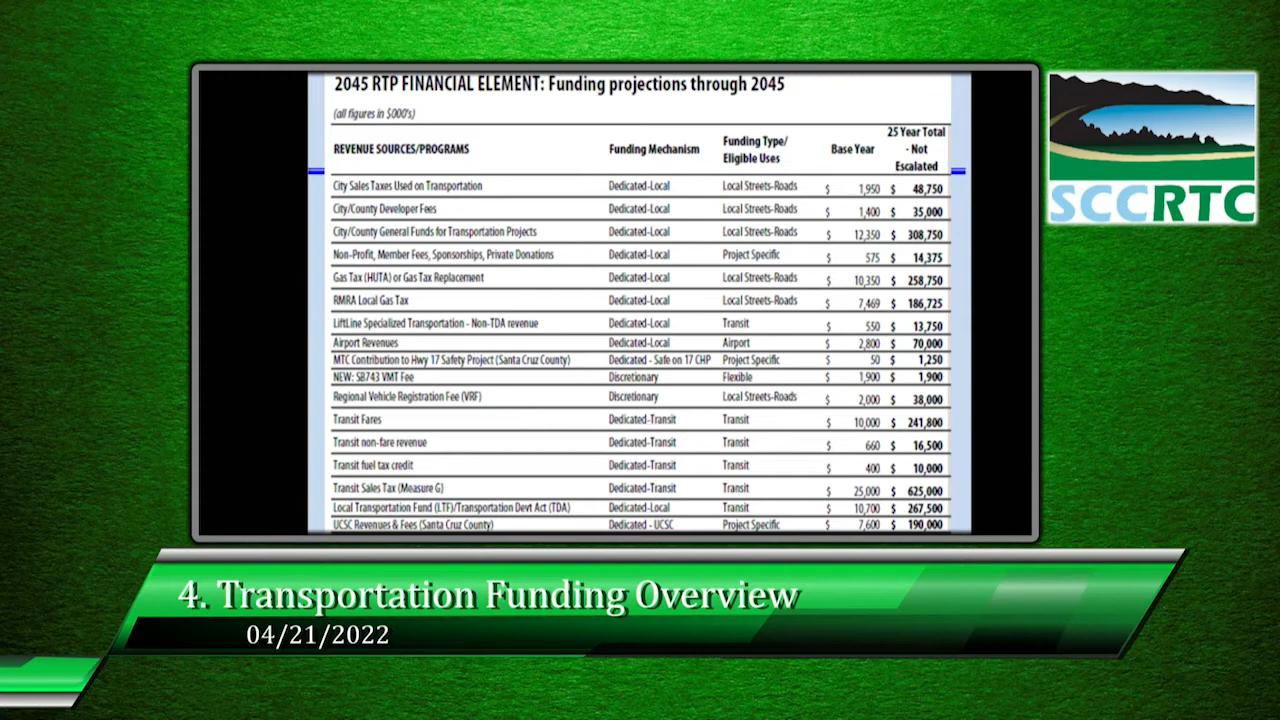 2045 RTP FINANCIAL ELEMENT: Funding projections through 2045
(all figures in $000's)
REVENUE SOURCES/PROGRAMS Funding Mechanism Funding Type/ Eligible Uses Base Year 25 Year Total - Not Escalated
City Sales Taxes Used on Transportation Dedicated-Local Local Streets-Roads $ 1,950 $ 48,750
City/County Developer Fees Dedicated-Local Local Streets-Roads $ 1,400 $ 35,000
City/County General Funds for Transportation Projects Dedicated-Local Local Streets-Roads $ 12,350 $ 308,750
Non-Profit, Member Fees, Sponsorships, Private Donations Dedicated-Local Project Specific $ 575 $ 14,375
Gas Tax (HUTA) or Gas Tax Replacement Dedicated-Local Local Streets-Roads $ 10,350 $ 258,750
RMRA Local Gas Tax Dedicated-Local Local Streets-Roads $ 7,469 $ 186,725
LiftLine Specialized Transportation - Non-TDA revenue Dedicated-Local Transit $ 550 $ 13,750
Airport Revenues Dedicated-Local Airport $ 2,800 $ 70,000
MTC Contribution to Hwy 17 Safety Project (Santa Cruz County) Dedicated - Safe on 17 CHP Project Specific $ 50 $ 1,250
NEW: SB743 VMT Fee Discretionary Flexible $ 1,900 $ 1,900
Regional Vehicle Registration Fee (VRF) Discretionary Local Streets-Roads $ 2,000 $ 38,000
Transit Fares Dedicated-Transit Transit $ 10,000 $ 241,800
Transit non-fare revenue Dedicated-Transit Transit $ 660 $ 16,500
Transit fuel tax credit Dedicated-Transit Transit $ 400 $ 10,000
Transit Sales Tax (Measure G) Dedicated-Transit Transit $ 25,000 $ 625,000
Local Transportation Fund (LTF)/Transportation Devt Act (TDA) Dedicated-Local Transit $ 10,700 $ 267,500
UCSC Revenues & Fees (Santa Cruz County) Dedicated - UCSC Project Specific $ 7,600 $ 190,000
SCCRTC
4. Transportation Funding Overview
04/21/2022